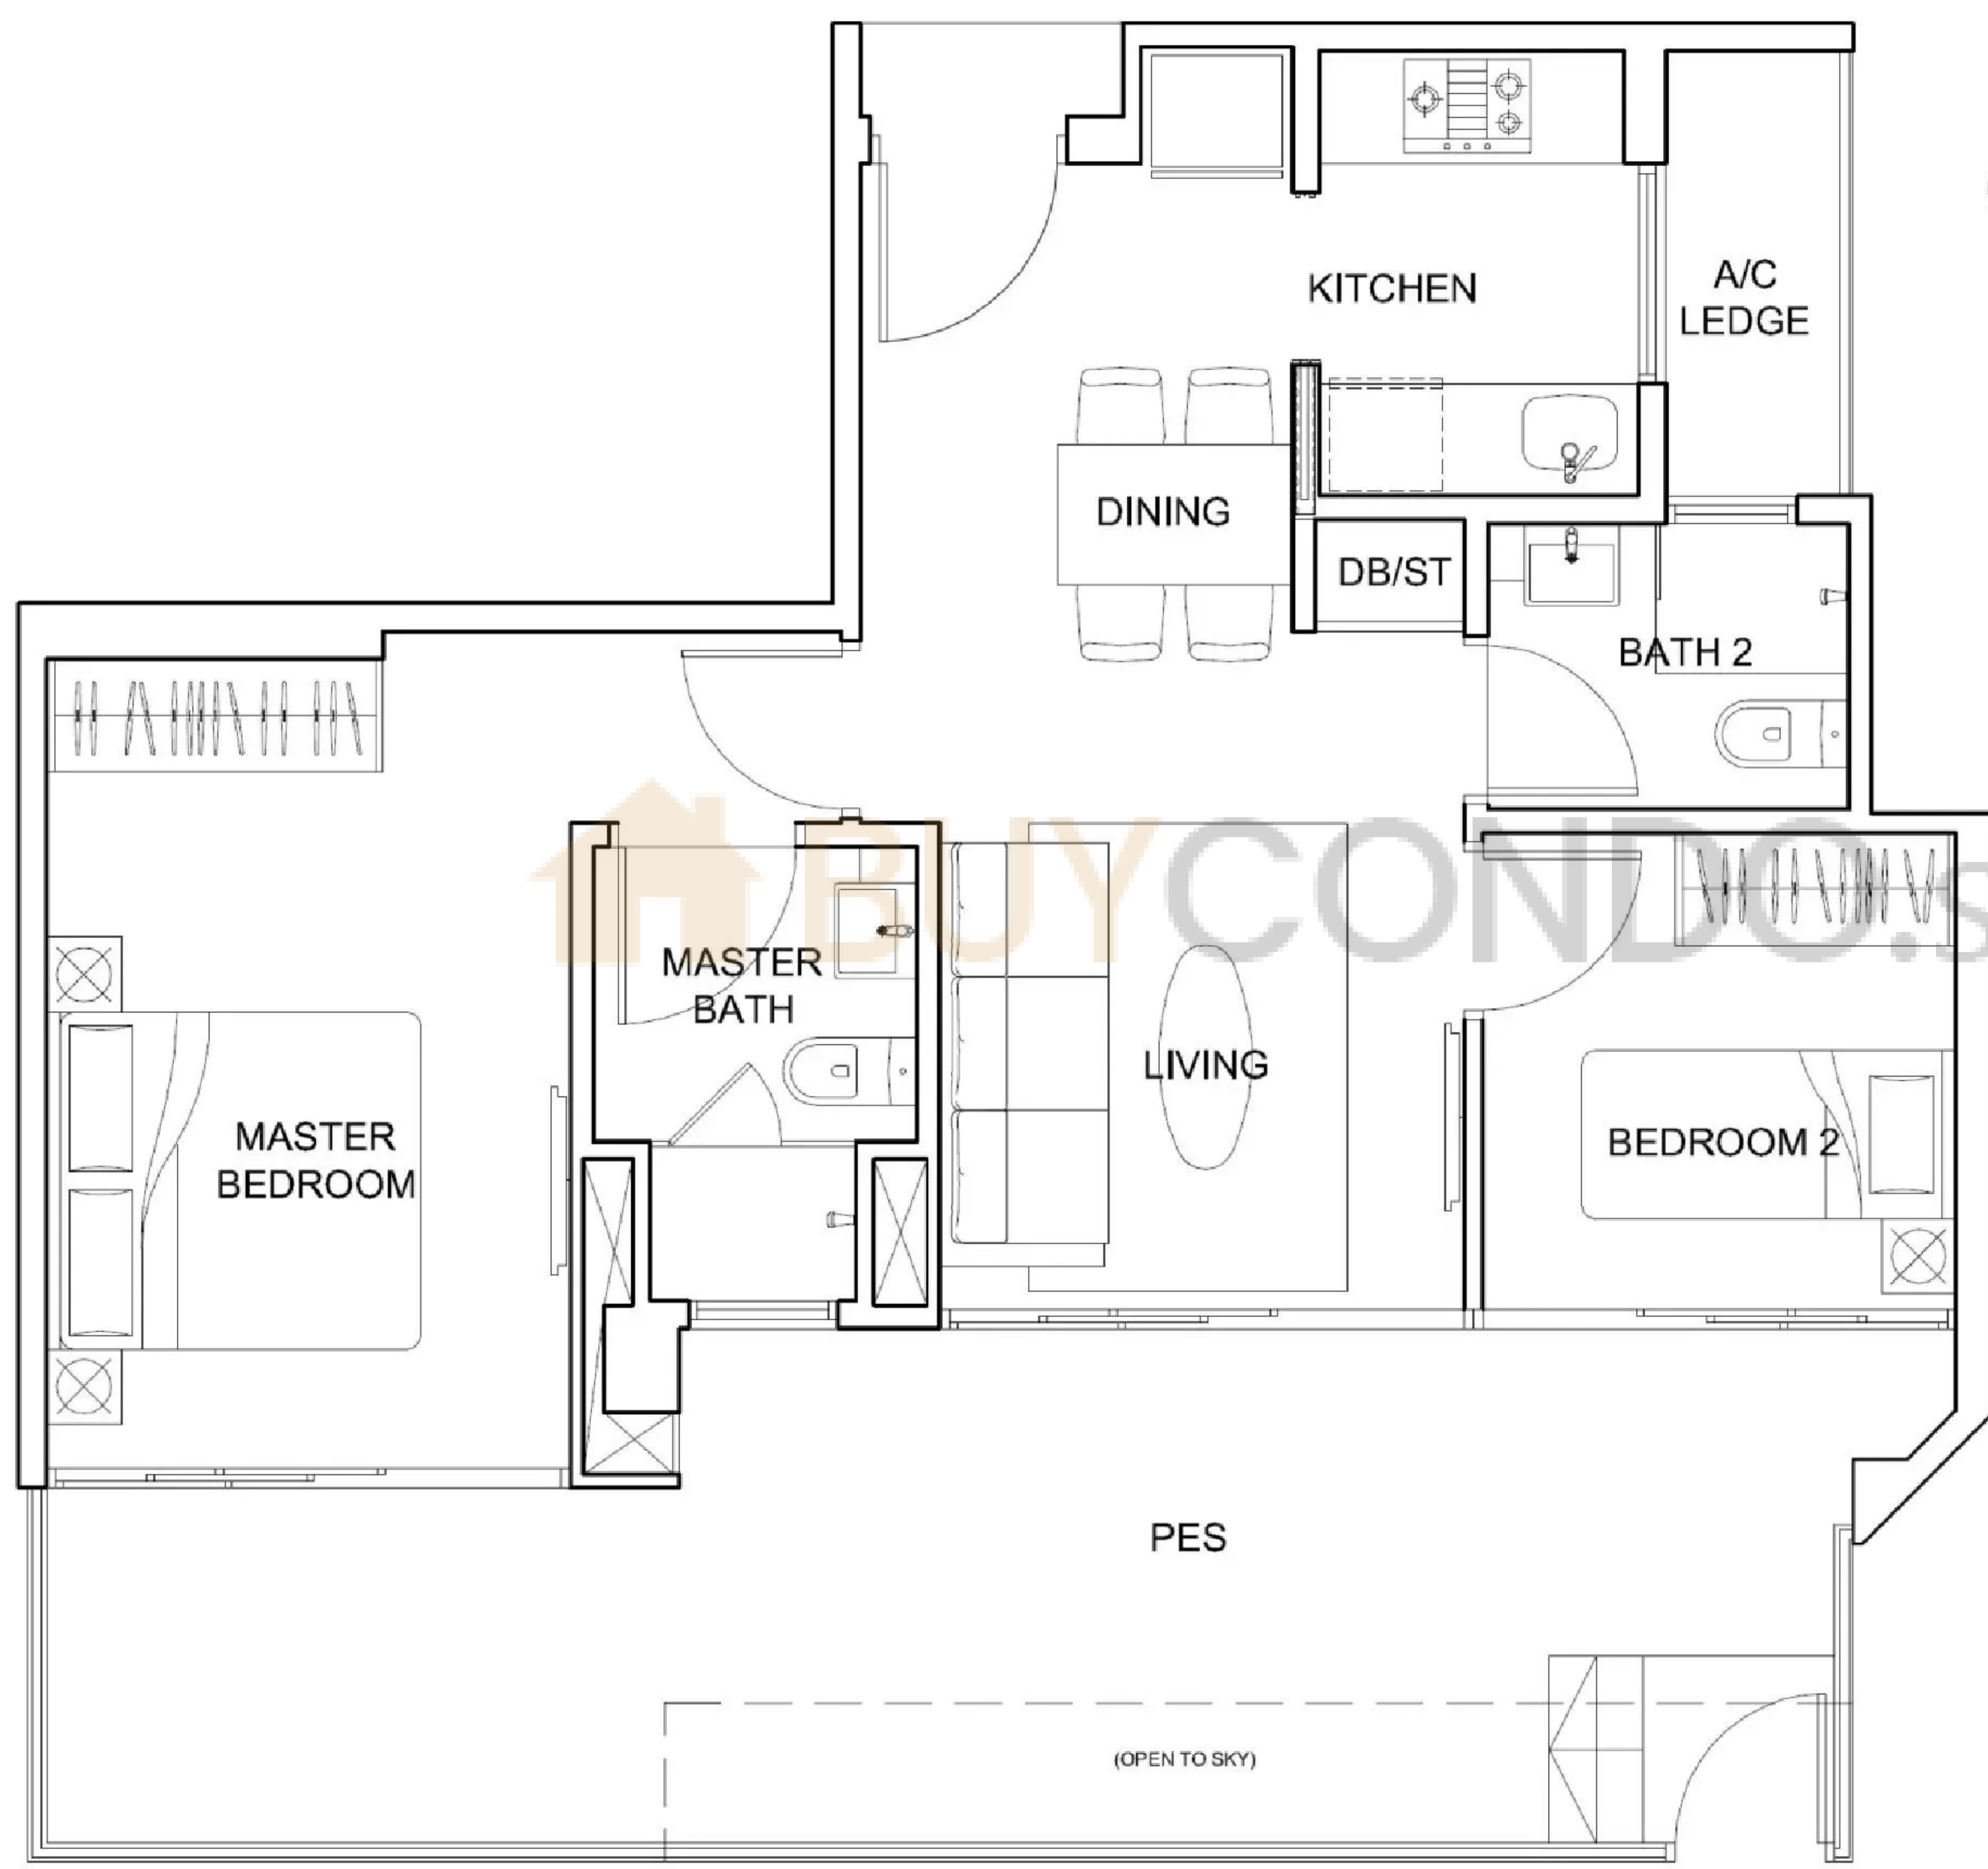 KITCHEN
A/C
LEDGE
DINING
DB/ST
BATH 2
BUYCONDO.s
MASTER
BATH
LIVING
MASTER
BEDROOM
BEDROOM 2
PES
(OPEN TO SKY)